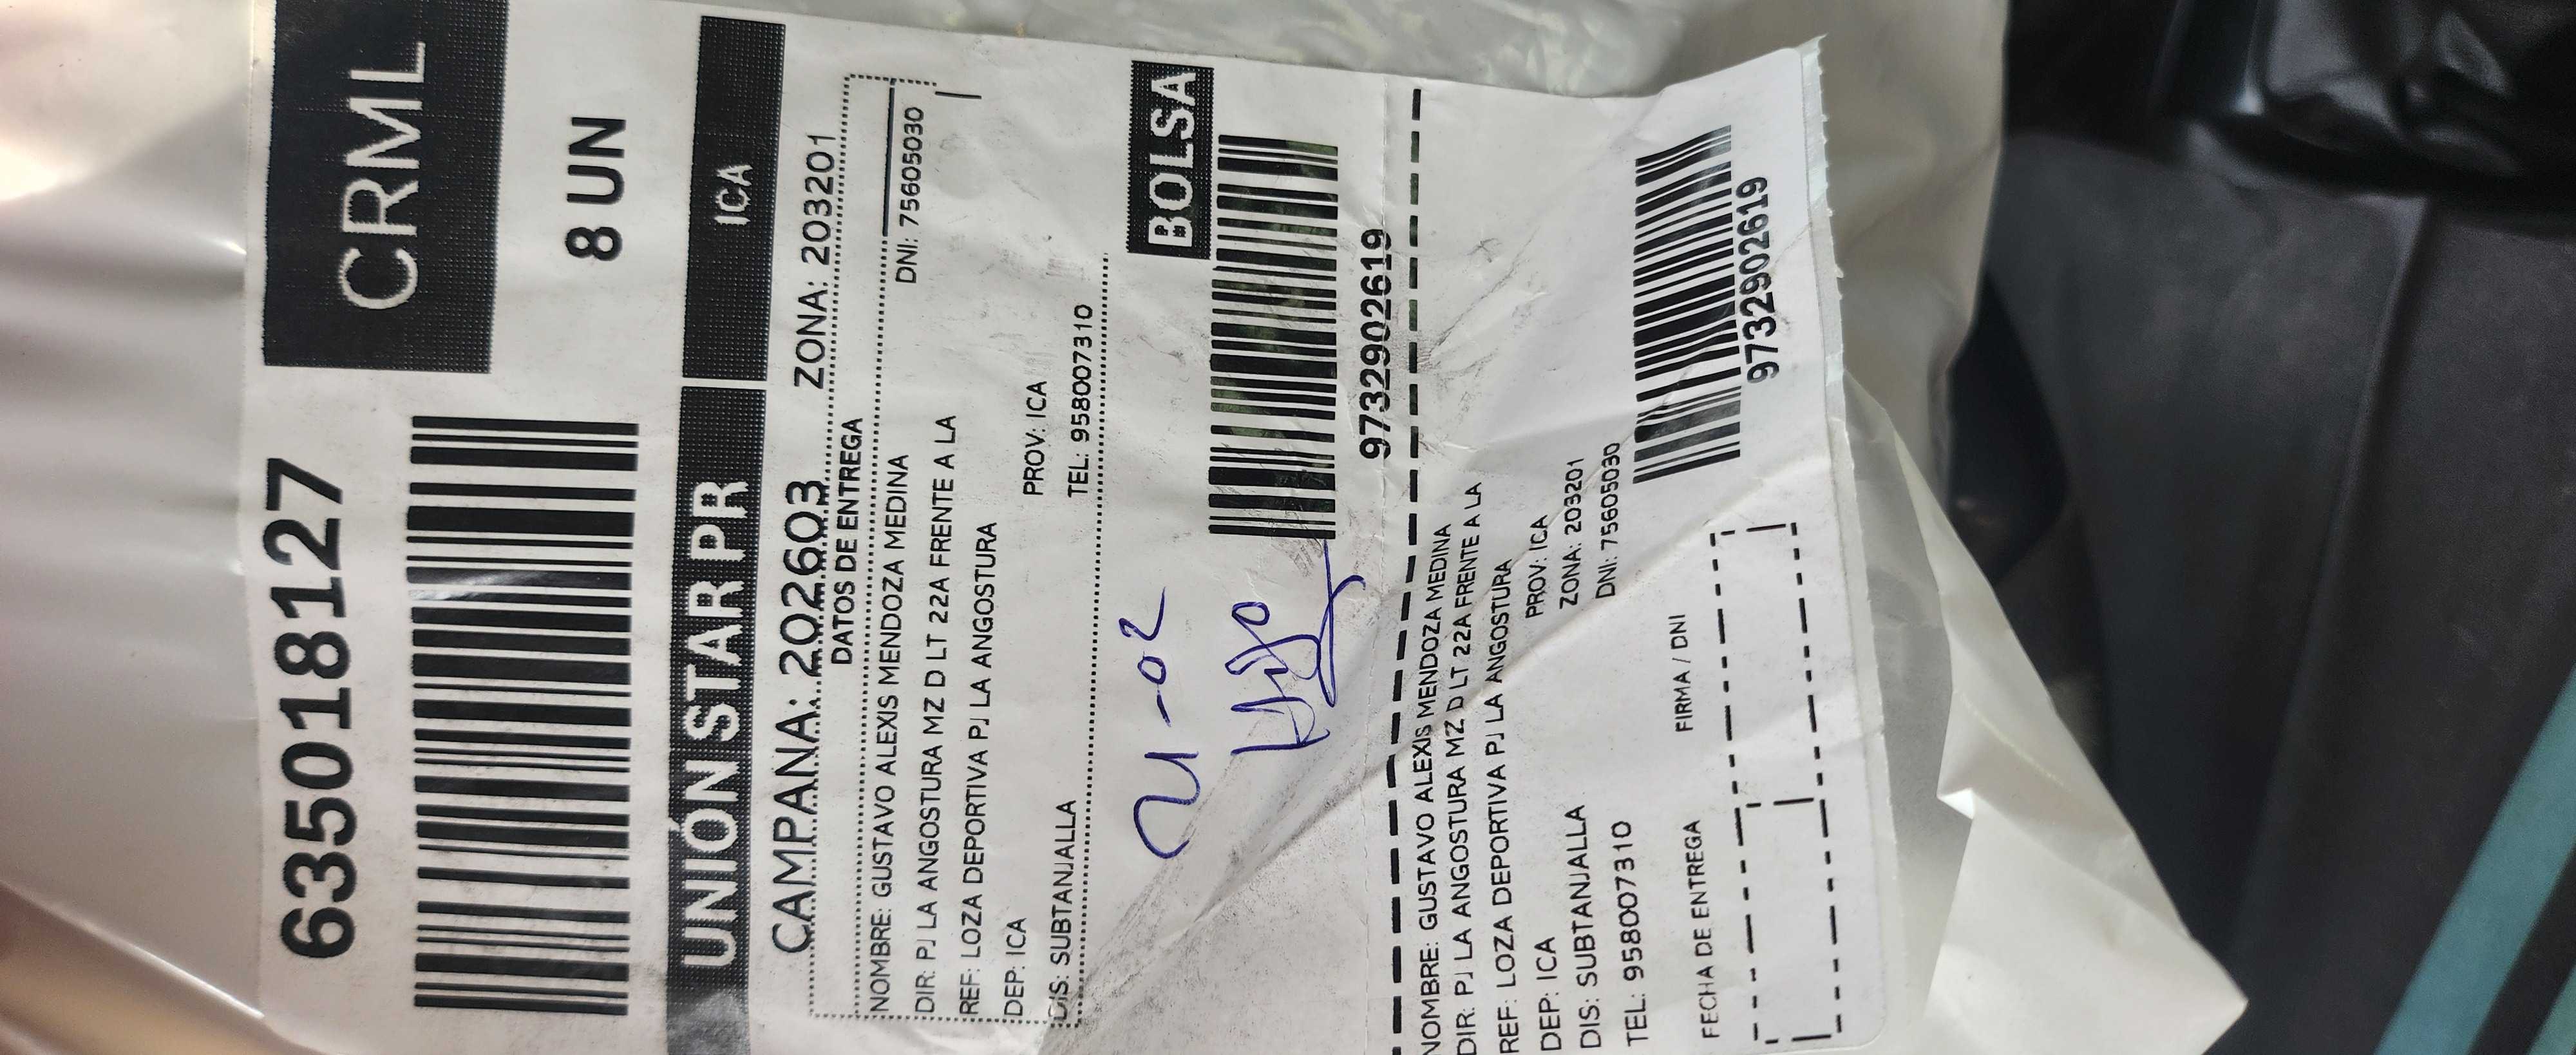 635018127
CRML
8 UN
UNIÓN STAR PR
ICA
CAMPAÑA: 202603
ZONA: 203201
DATOS DE ENTREGA
NOMBRE: GUSTAVO ALEXIS MENDOZA MEDINA
DNI: 75605030
DIR: PJ LA ANGOSTURA MZ D LT 22A FRENTE A LA
REF: LOZA DEPORTIVA PJ LA ANGOSTURA
DEP: ICA
PROV: ICA
DIS: SUBTANJALLA
TEL: 958007310
21-02
BOLSA
97329902619
NOMBRE: GUSTAVO ALEXIS MENDOZA MEDINA
DIR: PJ LA ANGOSTURA MZ D LT 22A FRENTE A LA
REF: LOZA DEPORTIVA PJ LA ANGOSTURA
DEP: ICA
PROV: ICA
DIS: SUBTANJALLA
ZONA: 203201
TEL: 958007310
DNI: 75605030
FECHA DE ENTREGA
FIRMA / DNI
97329902619